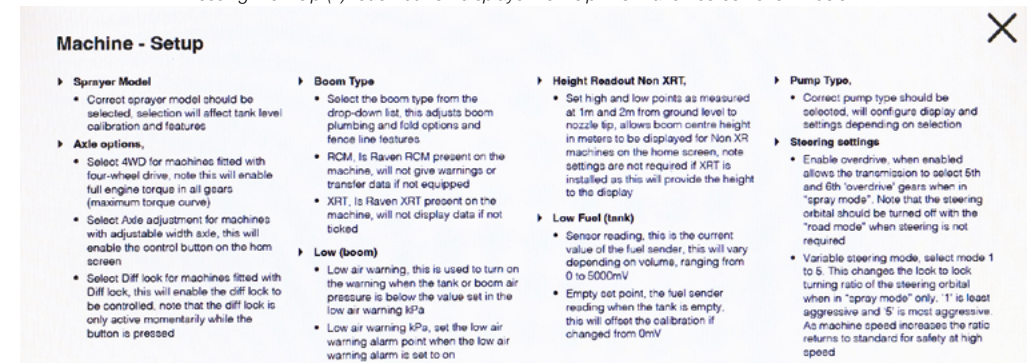 Machine - Setup
Sprayer Model
• Correct sprayer model should be
selected, selection will affect tank level
calibration and features
Axle options,
• Select 4WD for machines fitted with
four-wheel drive, note this will enable
full engine torque in all gears
(maximum torque curve)
• Select Axle adjustment for machines
with adjustable width axle, this will
enable the control button on the hom
screen
• Select Diff lock for machines fitted with
Diff lock, this will enable the diff lock to
be controlled, note that the diff lock is
only active momentarily while the
button is pressed
Boom Type
• Select the boom type from the
drop-down list, this adjusts boom
plumbing and fold options and
fence line features
• RCM, Is Raven RCM present on the
machine, will not give warnings or
transfer data if not equipped
• XRT, Is Raven XRT present on the
machine, will not display data if not
ticked
Low (boom)
• Low air warning, this is used to turn on
the warning when the tank or boom air
pressure is below the value set in the
low air warning kPa
• Low air warning kPa, set the low air
warning alarm point when the low air
warning alarm is set to on
Height Readout Non XRT,
• Set high and low points as measured
at 1m and 2m from ground level to
nozzle tip, allows boom centre height
in meters to be displayed for Non XR
machines on the home screen, note
settings are not required if XRT is
installed as this will provide the height
to the display
Low Fuel (tank)
• Sensor reading, this is the current
value of the fuel sender, this will vary
depending on volume, ranging from
0 to 5000mV
• Empty set point, the fuel sender
reading when the tank is empty,
this will offset the calibration if
changed from 0mV
Pump Type,
• Correct pump type should be
selected, will configure display and
settings depending on selection
Steering settings
• Enable overdrive, when enabled
allows the transmission to select 5th
and 6th 'overdrive' gears when in
"spray mode". Note that the steering
orbital should be turned off with the
"road mode" when steering is not
required
• Variable steering mode, select mode 1
to 5. This changes the lock to lock
turning ratio of the steering orbital
when in "spray mode" only. '1' is least
aggressive and '5' is most aggressive.
As machine speed increases the ratio
returns to standard for safety at high
speed